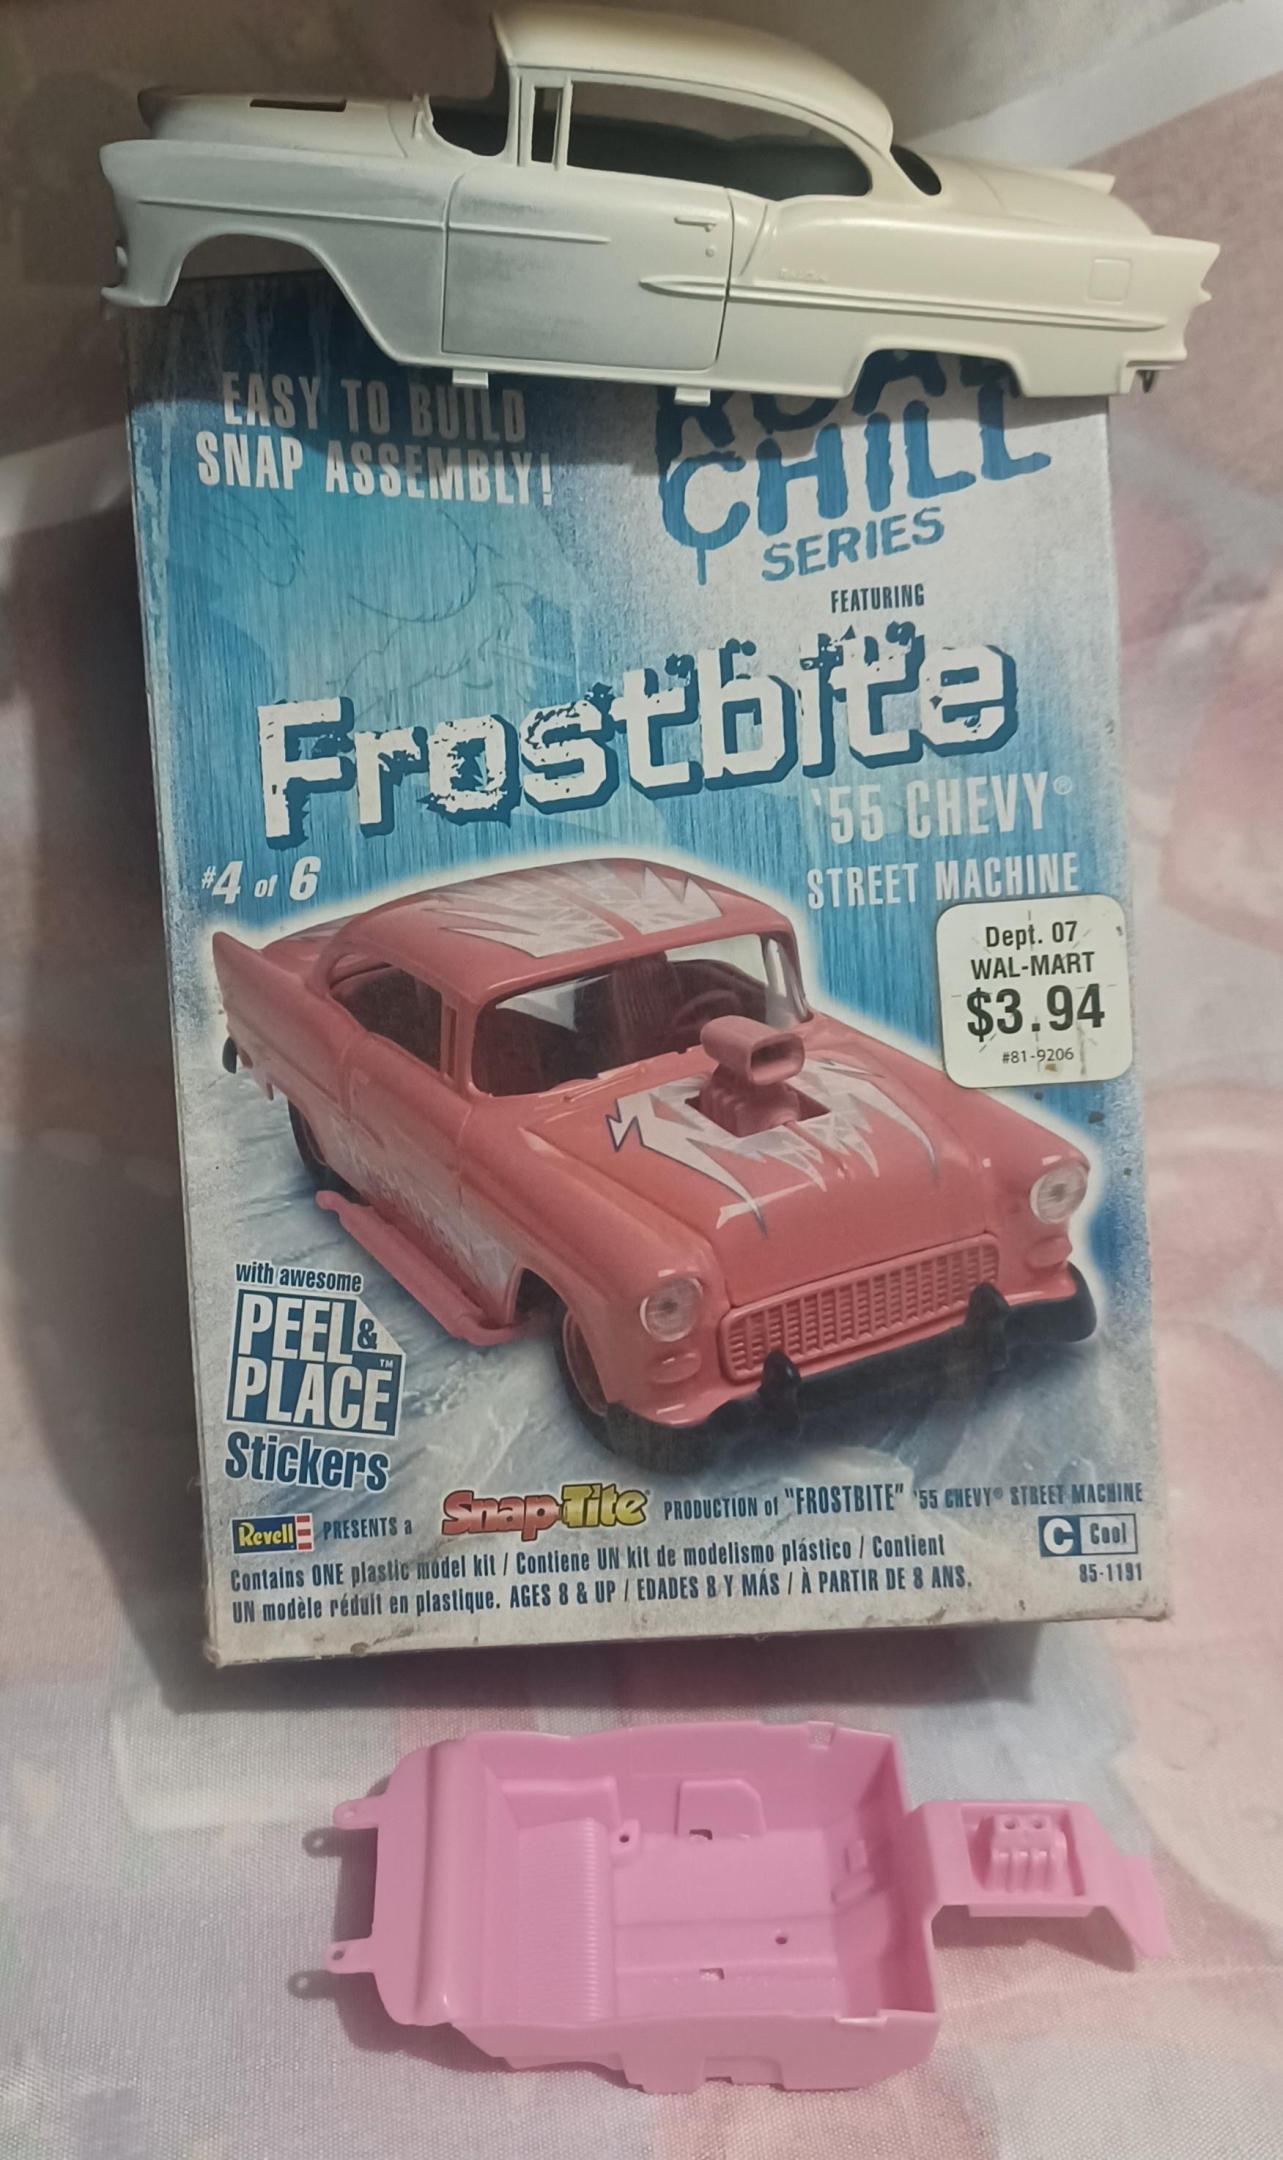 EASY TO BUILD
SNAP ASSEMBLY!
CHILL
SERIES
FEATURING
Frostbite
'55 CHEVY®
STREET MACHINE
#4 of 6
Dept. 07
WAL-MART
$3.94
#81-9206
with awesome
PEEL &
PLACE™
Stickers
Revell PRESENTS a SnapTite® PRODUCTION of "FROSTBITE" '55 CHEVY® STREET MACHINE
Contains ONE plastic model kit / Contiene UN kit de modelismo plástico / Contient
UN modèle réduit en plastique. AGES 8 & UP / EDADES 8 Y MÁS / À PARTIR DE 8 ANS.
C Cool
85-1191